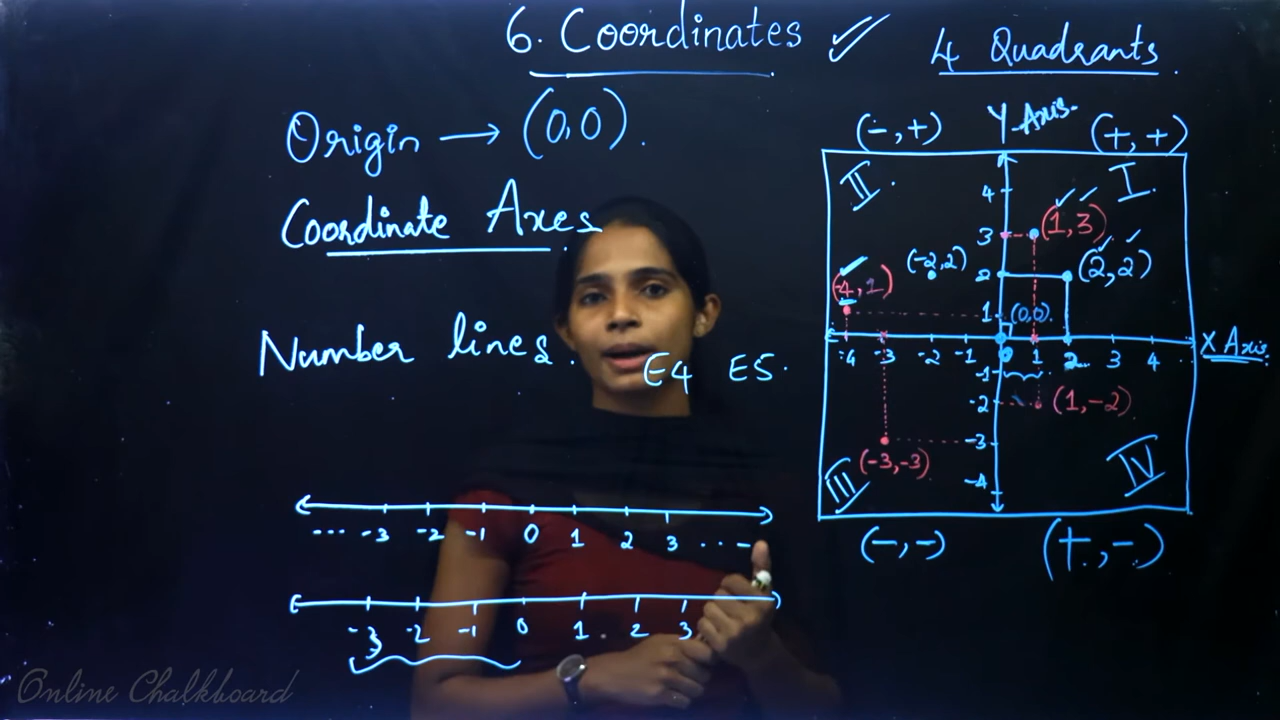 6. Coordinates
4 Quadrants
Origin → (0,0).
Coordinate Axes
Number lines.
E4 E5.
... -3 -2 -1 0 1 2 3 ...
-3 -2 -1 0 1 2 3
(-,+) Y-Axis. (+,+)
II. I.
4
3 (1,3)
(-2,2) 2 (2,2)
(-4,1) 1 (0,0).
-4 -3 -2 -1 0 1 2 3 4 X Axis.
-1
-2 (1,-2)
-3
(-3,-3)
-4
III IV
(-,-) (+,-)
Online Chalkboard